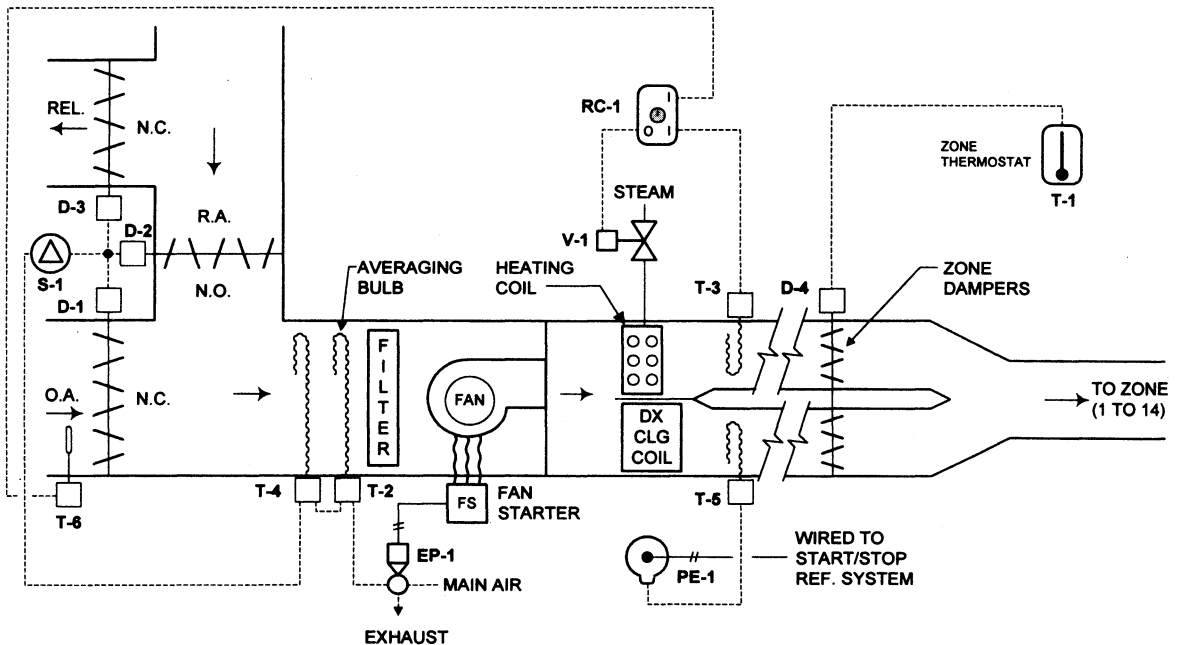 RC-1
I
O I
REL.
N.C.
ZONE
THERMOSTAT
T-1
STEAM
D-3
R.A.
D-2
V-1
S-1
AVERAGING
BULB
HEATING
COIL
ZONE
DAMPERS
N.O.
T-3
D-4
D-1
FILTER
O.A.
N.C.
FAN
DX
CLG
COIL
TO ZONE
(1 TO 14)
T-4
T-2
FS
FAN
STARTER
T-5
T-6
EP-1
WIRED TO
START/STOP
REF. SYSTEM
PE-1
MAIN AIR
EXHAUST